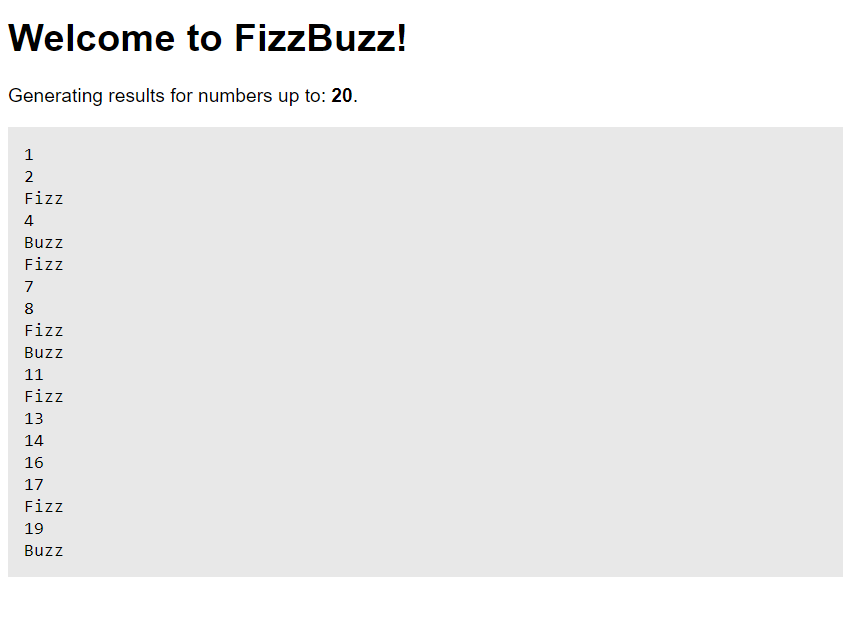 Welcome to FizzBuzz!
Generating results for numbers up to: 20.
1
2
Fizz
4
Buzz
Fizz
7
8
Fizz
Buzz
11
Fizz
13
14
16
17
Fizz
19
Buzz